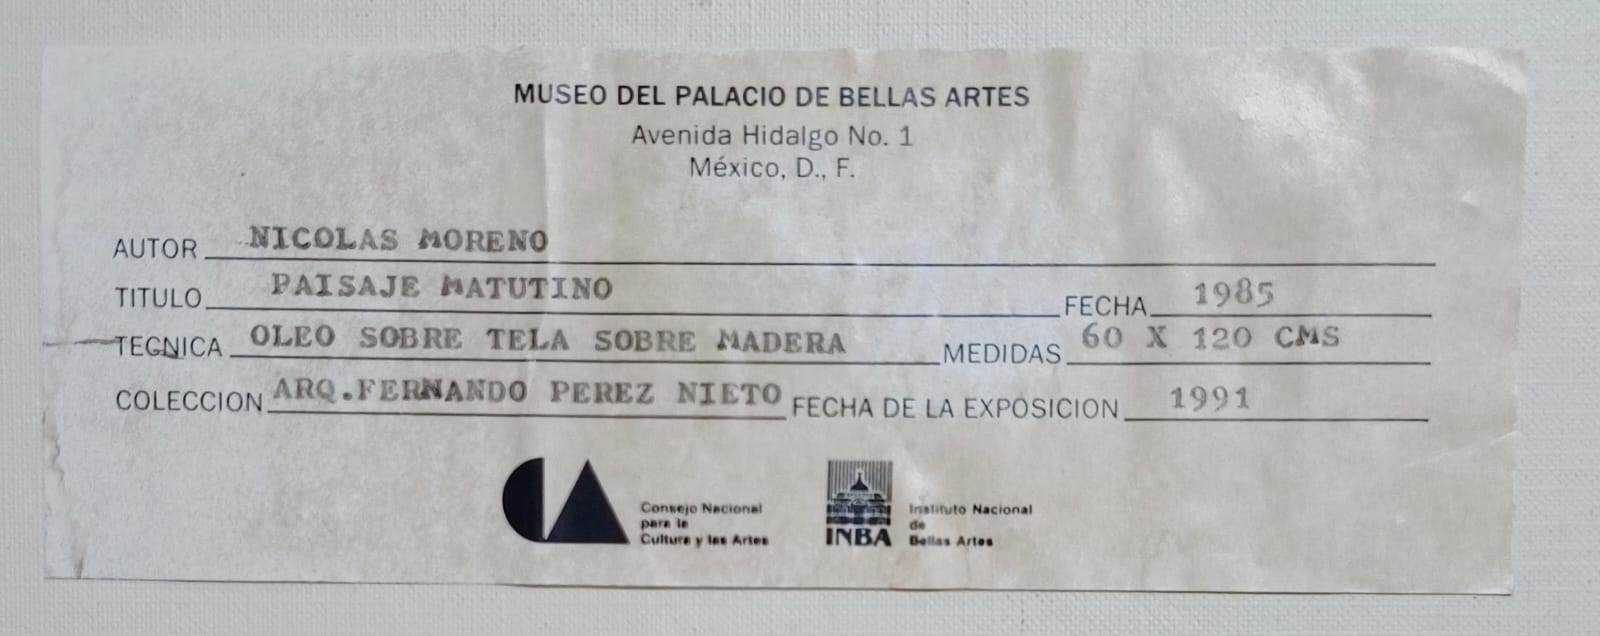 MUSEO DEL PALACIO DE BELLAS ARTES
Avenida Hidalgo No. 1
México, D., F.
AUTOR NICOLAS MORENO
TITULO PAISAJE MATUTINO FECHA 1985
TECNICA OLEO SOBRE TELA SOBRE MADERA MEDIDAS 60 X 120 CMS
COLECCION ARQ.FERNANDO PEREZ NIETO FECHA DE LA EXPOSICION 1991
CA
Consejo Nacional
para la
Cultura y las Artes
INBA
Instituto Nacional
de
Bellas Artes